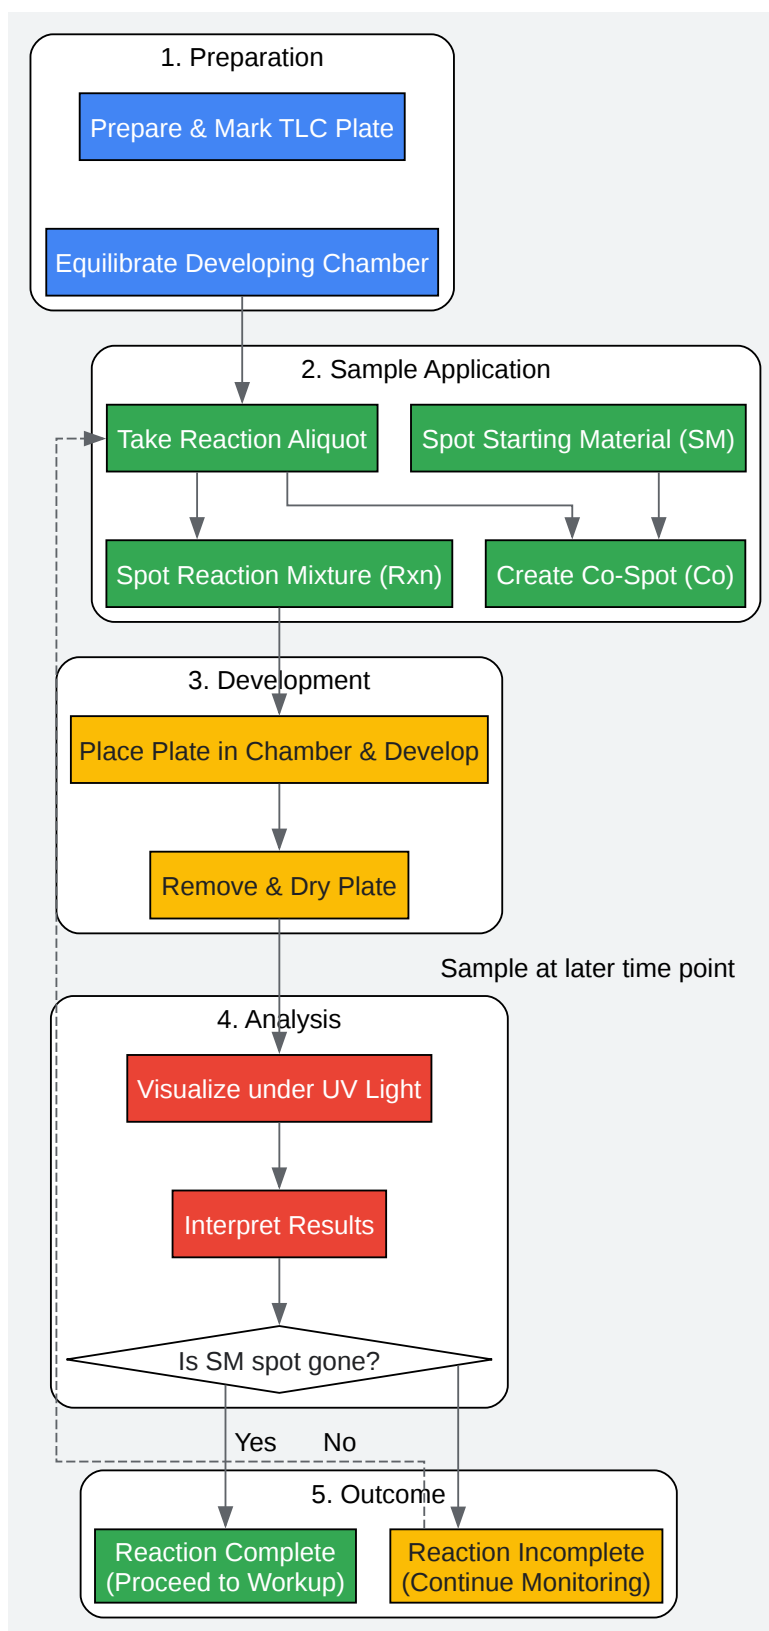 1. Preparation
Prepare & Mark TLC Plate
Equilibrate Developing Chamber
2. Sample Application
Take Reaction Aliquot
Spot Starting Material (SM)
Spot Reaction Mixture (Rxn)
Create Co-Spot (Co)
3. Development
Place Plate in Chamber & Develop
Remove & Dry Plate
Sample at later time point
4. Analysis
Visualize under UV Light
Interpret Results
Is SM spot gone?
Yes
No
5. Outcome
Reaction Complete
(Proceed to Workup)
Reaction Incomplete
(Continue Monitoring)